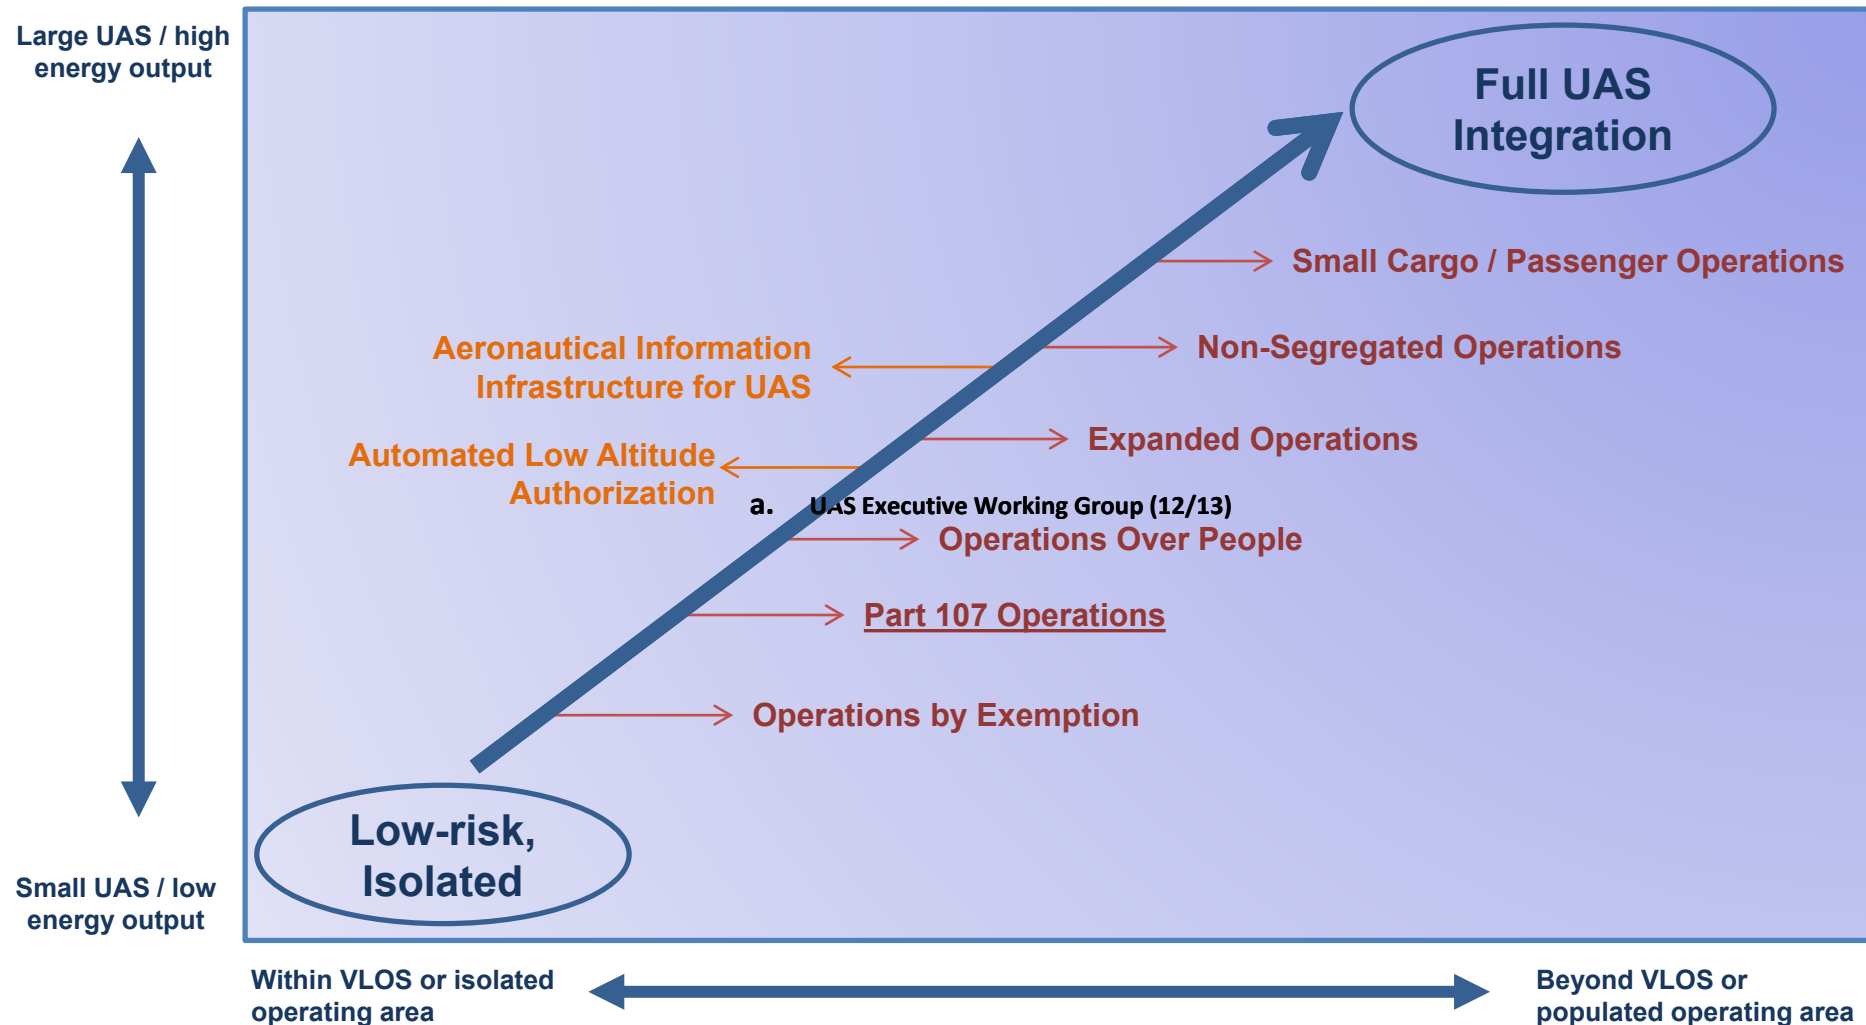 Large UAS / high
energy output
Full UAS
Integration
Small Cargo / Passenger Operations
Aeronautical Information
Infrastructure for UAS
Non-Segregated Operations
Expanded Operations
Automated Low Altitude
Authorization
a. UAS Executive Working Group (12/13)
Operations Over People
Part 107 Operations
Operations by Exemption
Low-risk,
Isolated
Small UAS / low
energy output
Within VLOS or isolated
operating area
Beyond VLOS or
populated operating area